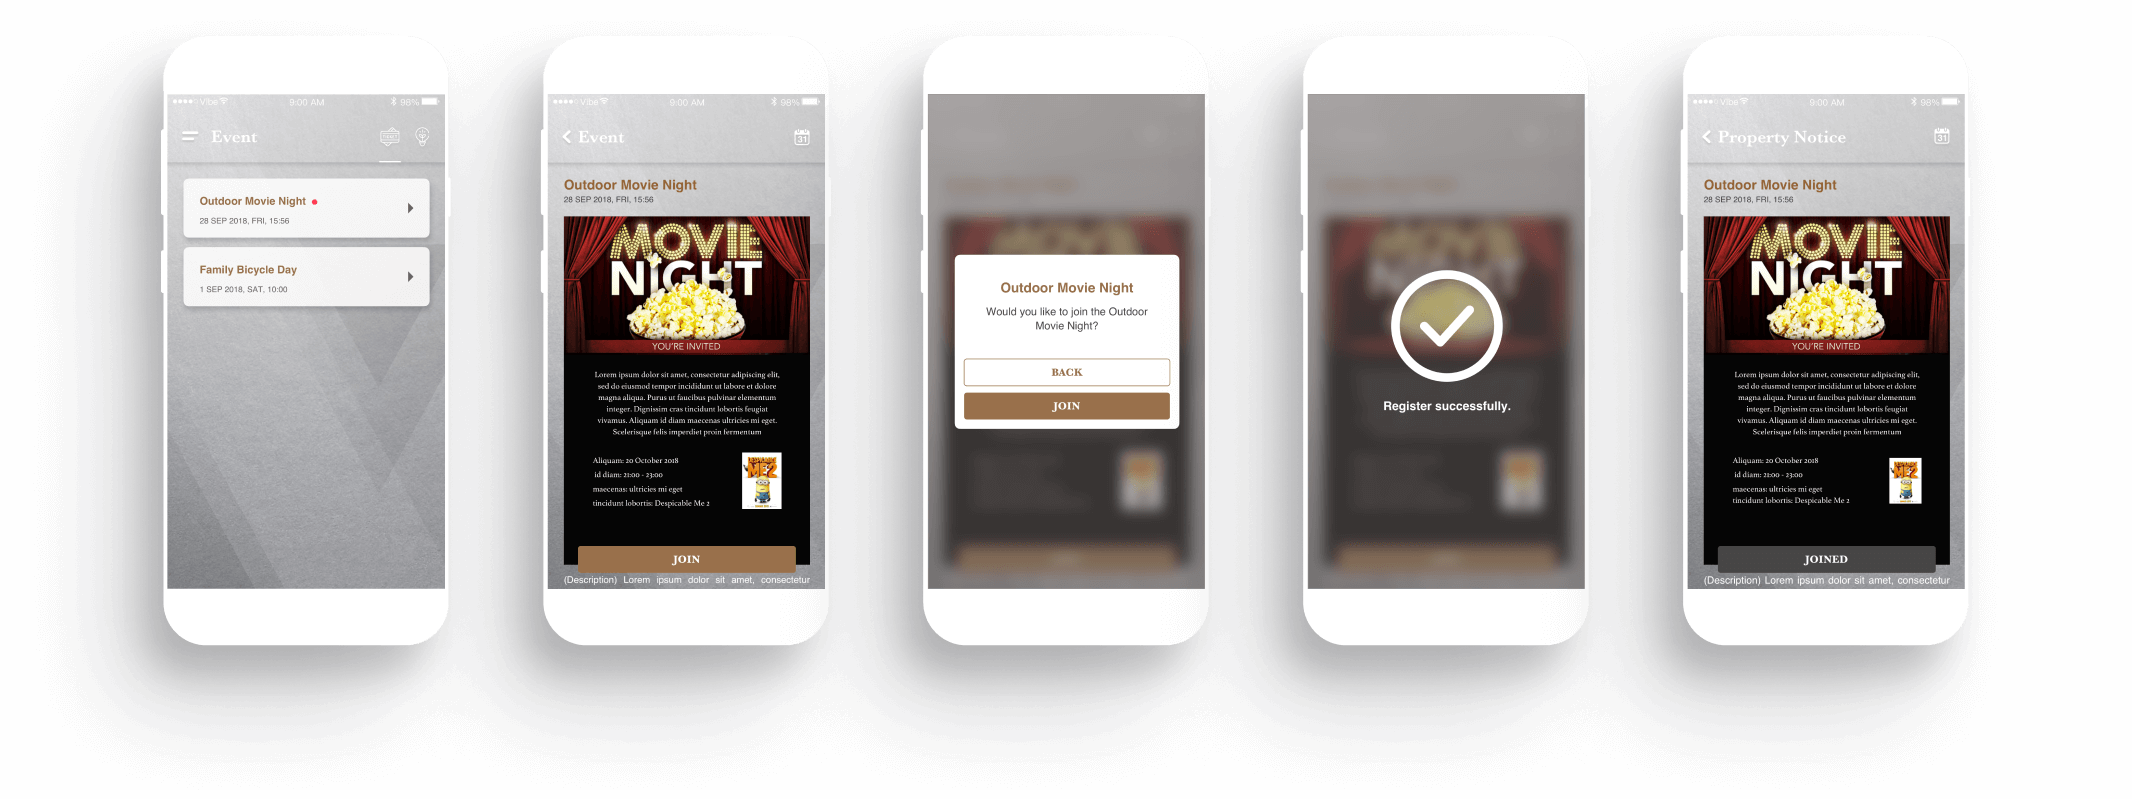 Vibe 9:00 AM 98%
Event
Outdoor Movie Night
28 SEP 2018, FRI, 15:56
Family Bicycle Day
1 SEP 2018, SAT, 10:00
Vibe 9:00 AM 98%
Event 31
Outdoor Movie Night
28 SEP 2018, FRI, 15:56
MOVIE
NIGHT
YOU'RE INVITED
Lorem ipsum dolor sit amet, consectetur adipiscing elit,
sed do eiusmod tempor incididunt ut labore et dolore
magna aliqua. Purus ut faucibus pulvinar elementum
integer. Dignissim cras tincidunt lobortis feugiat
vivamus. Aliquam id diam maecenas ultricies mi eget.
Scelerisque felis imperdiet proin fermentum
Aliquam: 20 October 2018
id diam: 21:00 - 23:00
maecenas: ultricies mi eget
tincidunt lobortis: Despicable Me 2
ME 2
JOIN
(Description) Lorem ipsum dolor sit amet, consectetur
Outdoor Movie Night
Would you like to join the Outdoor
Movie Night?
BACK
JOIN
Register successfully.
Vibe 9:00 AM 98%
Property Notice 31
Outdoor Movie Night
28 SEP 2018, FRI, 15:56
MOVIE
NIGHT
YOU'RE INVITED
Lorem ipsum dolor sit amet, consectetur adipiscing elit,
sed do eiusmod tempor incididunt ut labore et dolore
magna aliqua. Purus ut faucibus pulvinar elementum
integer. Dignissim cras tincidunt lobortis feugiat
vivamus. Aliquam id diam maecenas ultricies mi eget.
Scelerisque felis imperdiet proin fermentum
Aliquam: 20 October 2018
id diam: 21:00 - 23:00
maecenas: ultricies mi eget
tincidunt lobortis: Despicable Me 2
ME 2
JOINED
(Description) Lorem ipsum dolor sit amet, consectetur